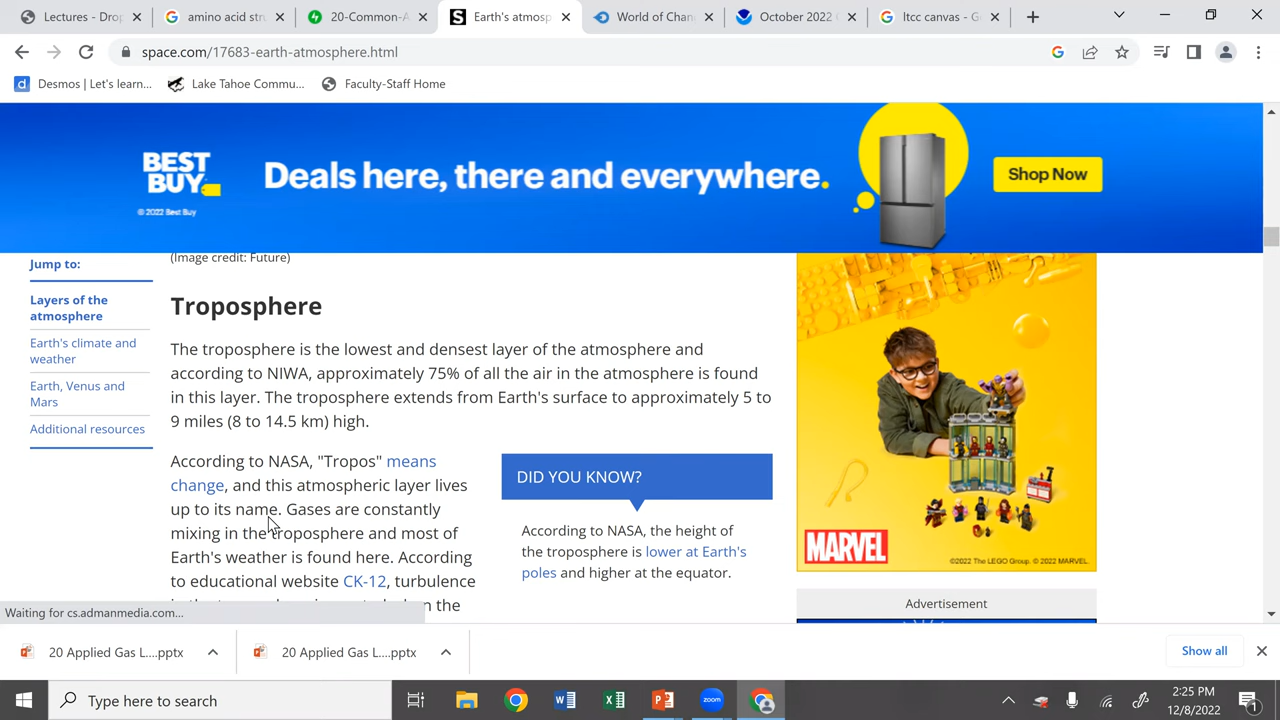 Lectures - Drop
amino acid str
20-Common-A
Earth's atmosp
World of Chan
October 2022
ltcc canvas - G
space.com/17683-earth-atmosphere.html
Desmos | Let's learn...
Lake Tahoe Commu...
Faculty-Staff Home
BEST BUY
© 2022 Best Buy
Deals here, there and everywhere.
Shop Now
Jump to:
Layers of the
atmosphere
Earth's climate and
weather
Earth, Venus and
Mars
Additional resources
(Image credit: Future)
Troposphere
The troposphere is the lowest and densest layer of the atmosphere and
according to NIWA, approximately 75% of all the air in the atmosphere is found
in this layer. The troposphere extends from Earth's surface to approximately 5 to
9 miles (8 to 14.5 km) high.
According to NASA, "Tropos" means
change, and this atmospheric layer lives
up to its name. Gases are constantly
mixing in the troposphere and most of
Earth's weather is found here. According
to educational website CK-12, turbulence
the
DID YOU KNOW?
According to NASA, the height of
the troposphere is lower at Earth's
poles and higher at the equator.
MARVEL
©2022 The LEGO Group. © 2022 MARVEL.
Advertisement
Waiting for cs.admanmedia.com...
20 Applied Gas L....pptx
20 Applied Gas L....pptx
Show all
Type here to search
zoom
2:25 PM
12/8/2022
1